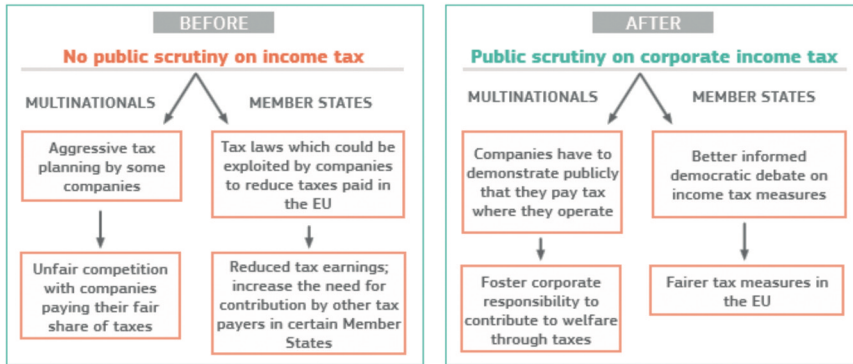 BEFORE
No public scrutiny on income tax
MULTINATIONALS
MEMBER STATES
Aggressive tax
planning by some
companies
Tax laws which could be
exploited by companies
to reduce taxes paid in
the EU
Unfair competition
with companies
paying their fair
share of taxes
Reduced tax earnings;
increase the need for
contribution by other tax
payers in certain Member
States
AFTER
Public scrutiny on corporate income tax
MULTINATIONALS
MEMBER STATES
Companies have to
demonstrate publicly
that they pay tax
where they operate
Better informed
democratic debate on
income tax measures
Foster corporate
responsibility to
contribute to welfare
through taxes
Fairer tax measures in
the EU